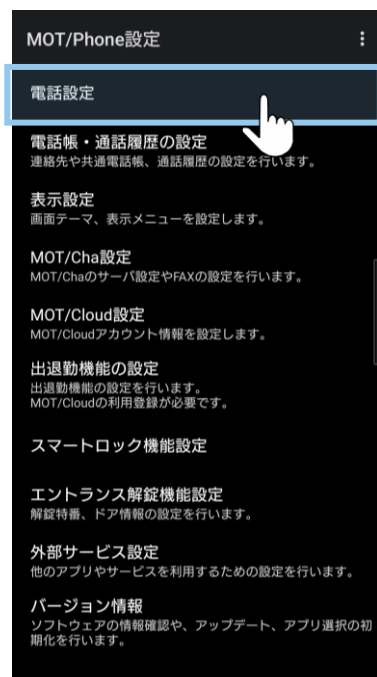 MOT/Phone設定
電話設定
電話帳・通話履歴の設定
連絡先や共通電話帳、通話履歴の設定を行います。
表示設定
画面テーマ、表示メニューを設定します。
MOT/Cha設定
MOT/Chaのサーバ設定やFAXの設定を行います。
MOT/Cloud設定
MOT/Cloudアカウント情報を設定します。
出退勤機能の設定
出退勤機能の設定を行います。
MOT/Cloudの利用登録が必要です。
スマートロック機能設定
エントランス解錠機能設定
解錠特番、ドア情報の設定を行います。
外部サービス設定
他のアプリやサービスを利用するための設定を行います。
バージョン情報
ソフトウェアの情報確認や、アップデート、アプリ選択の初
期化を行います。